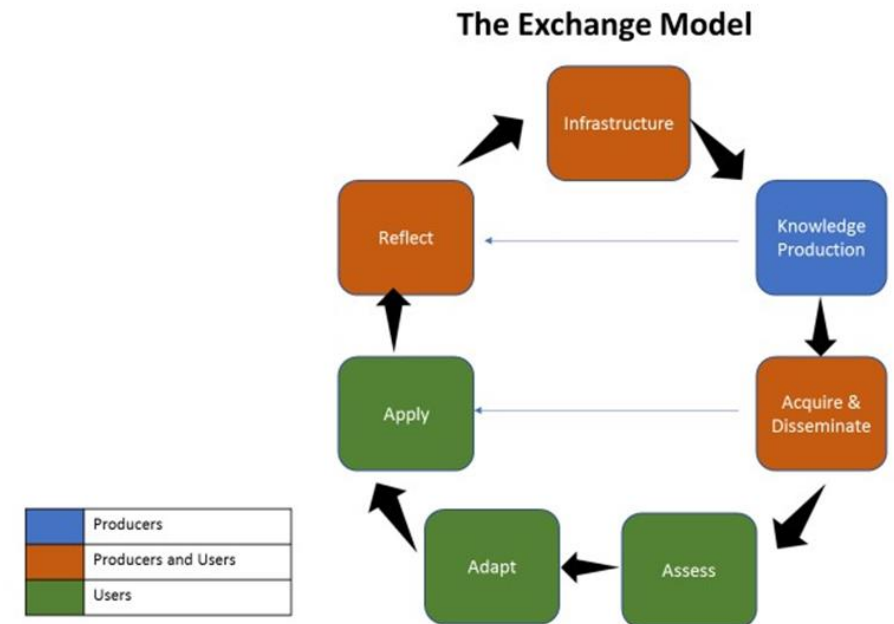 The Exchange Model
Infrastructure
Knowledge
Production
Reflect
Acquire &
Disseminate
Apply
Adapt
Assess
Producers
Producers and Users
Users